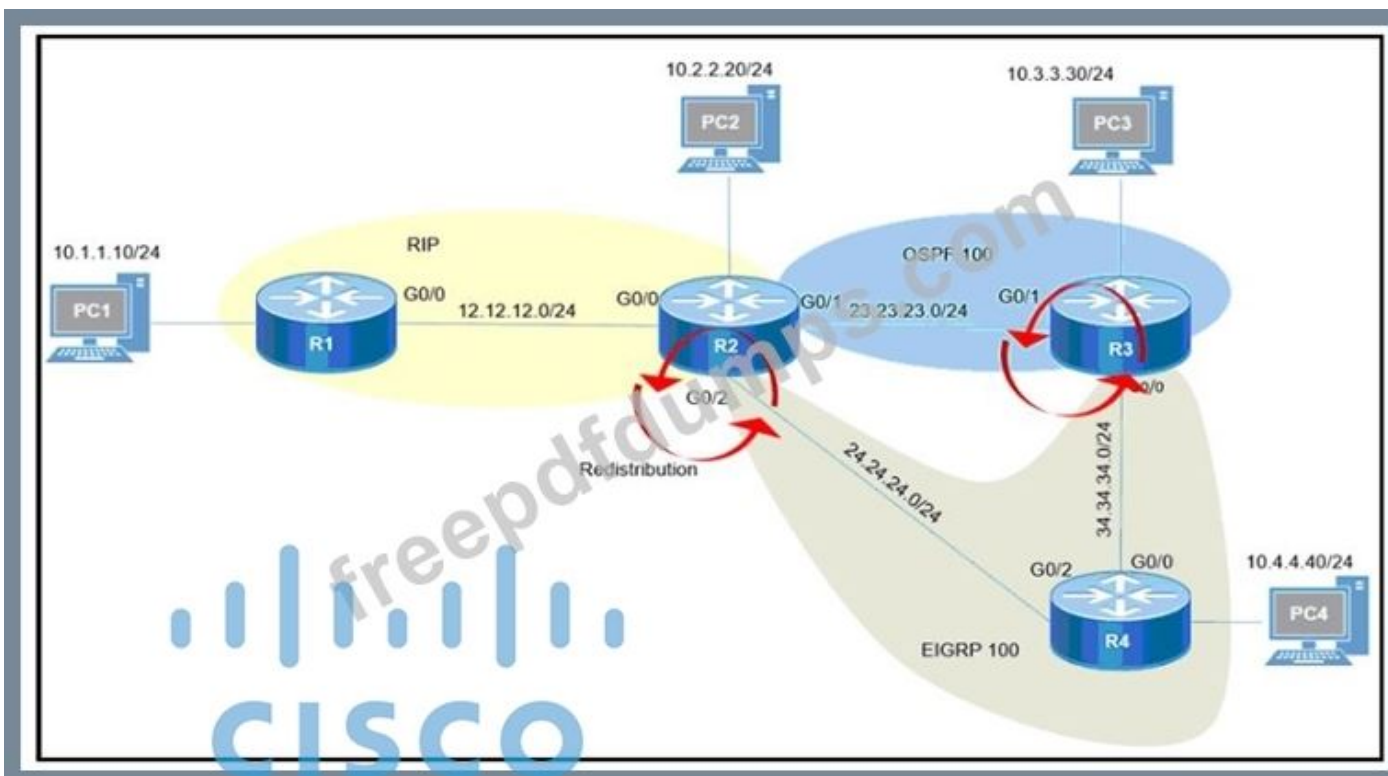 10.2.2.20/24
10.3.3.30/24
PC2
PC3
10.1.1.10/24
RIP
OSPF 100
PC1
G0/0
12.12.12.0/24
G0/0
G0/1
23.23.23.0/24
G0/1
R1
R2
R3
G0/2
Redistribution
24.24.24.0/24
34.34.34.0/24
G0/2
G0/0
10.4.4.40/24
PC4
R4
EIGRP 100
freepdfdumps.com
CISCO